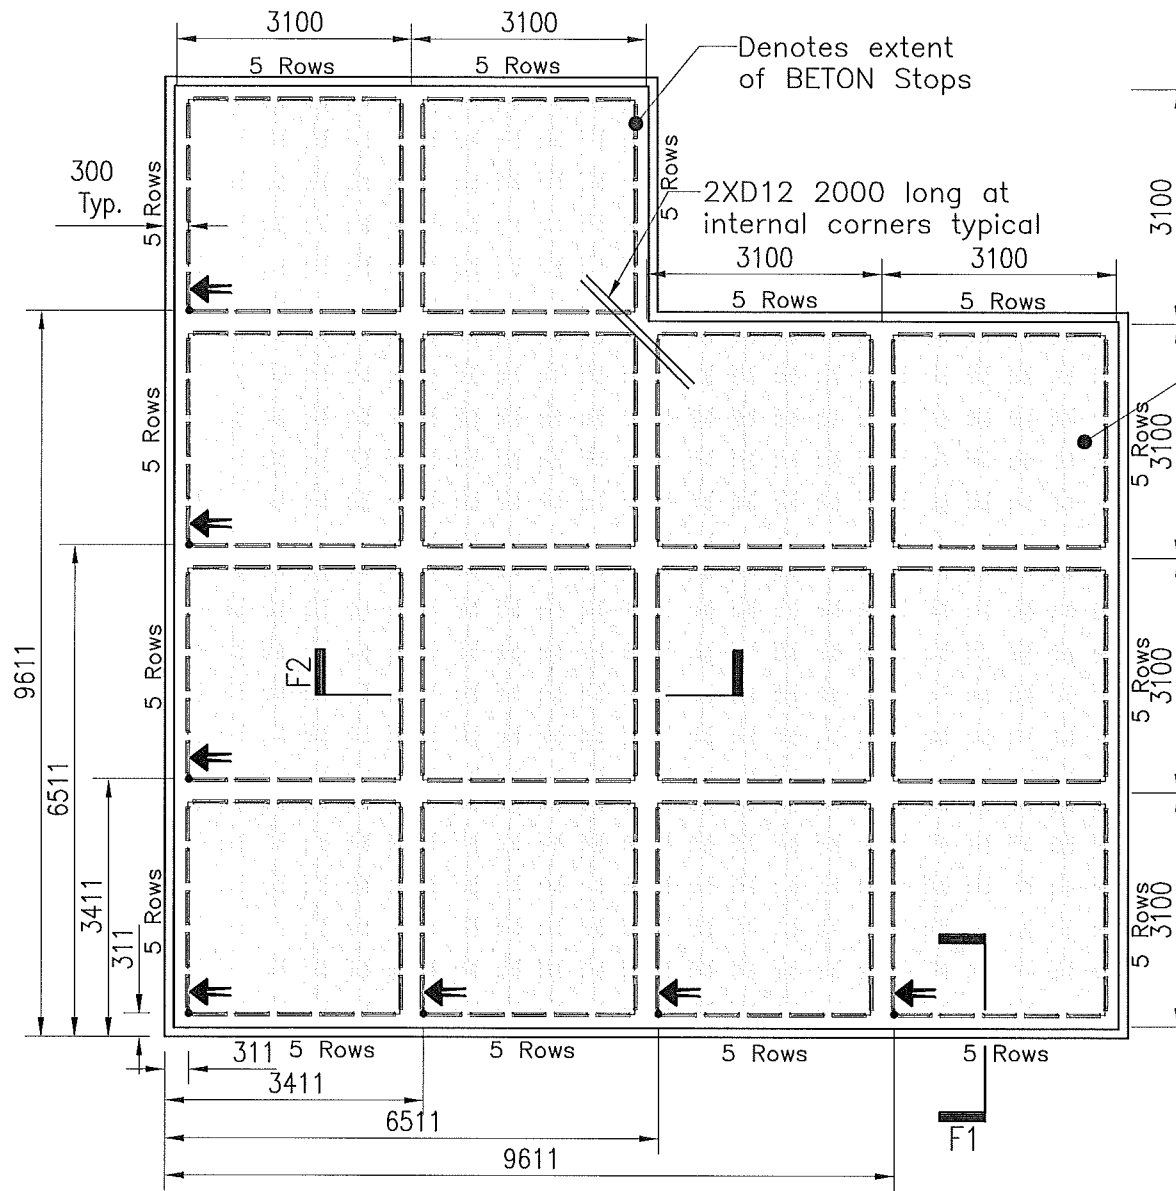 3100
3100
5 Rows
5 Rows
Denotes extent
of BETON Stops
300
Typ.
5 Rows
5 Rows
3100
2XD12 2000 long at
internal corners typical
3100
3100
5 Rows
5 Rows
5 Rows
5 Rows
3100
F2
5 Rows
5 Rows
3100
9611
6511
3411
311
5 Rows
5 Rows
3100
311
5 Rows
5 Rows
5 Rows
5 Rows
3411
6511
9611
F1